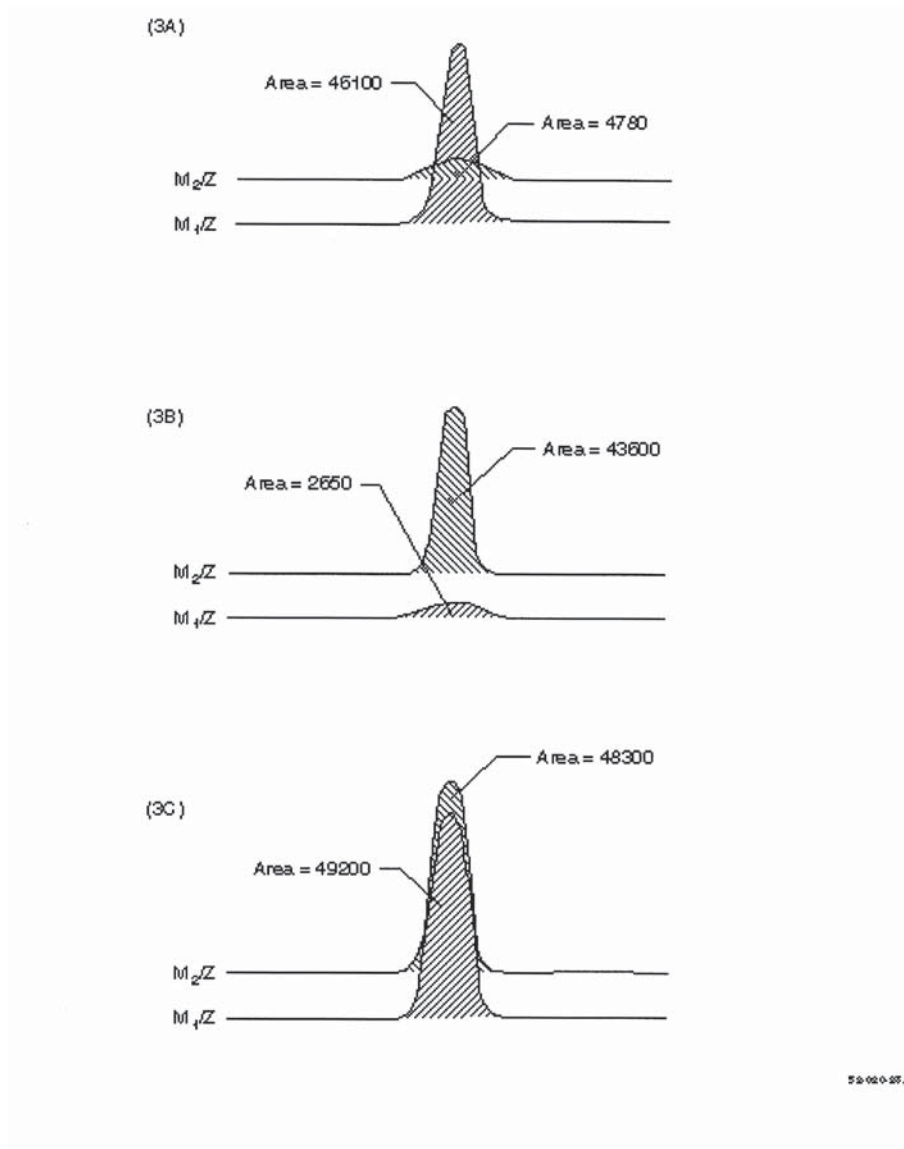 (3A)
Area = 46100
Area = 4780
M₂/Z
M₁/Z
(3B)
Area = 43600
Area = 2650
M₂/Z
M₁/Z
(3C)
Area = 48300
Area = 49200
M₂/Z
M₁/Z